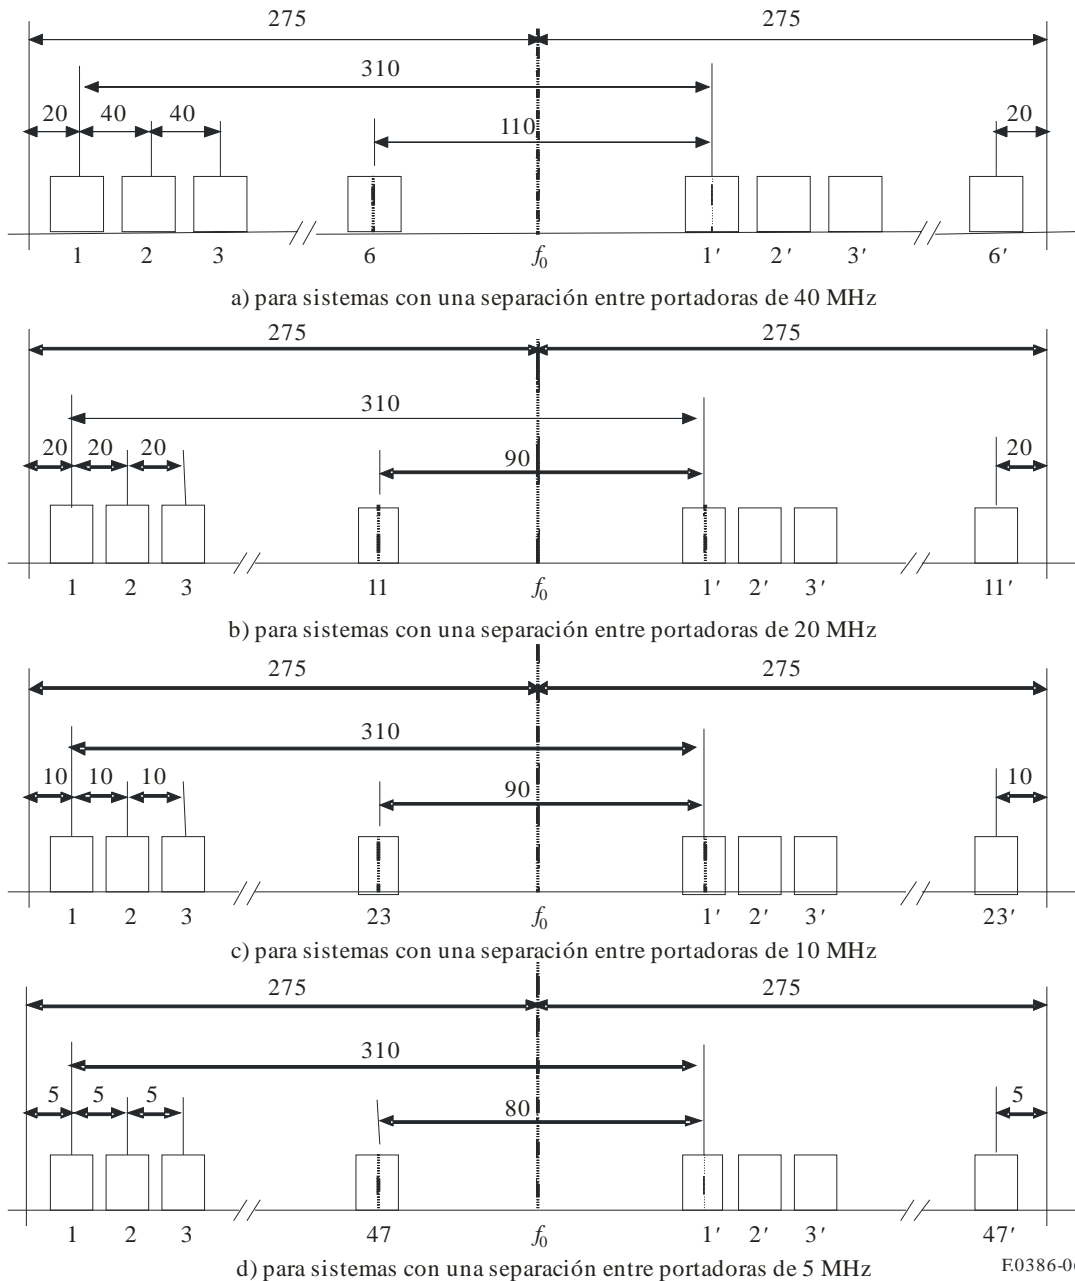 275 275
310
20 40 40 110 20
1 2 3 6 f0 1′ 2′ 3′ 6′
a) para sistemas con una separación entre portadoras de 40 MHz
275 275
310
20 20 20 90 20
1 2 3 11 f0 1′ 2′ 3′ 11′
b) para sistemas con una separación entre portadoras de 20 MHz
275 275
310
10 10 10 90 10
1 2 3 23 f0 1′ 2′ 3′ 23′
c) para sistemas con una separación entre portadoras de 10 MHz
275 275
310
5 5 5 80 5
1 2 3 47 f0 1′ 2′ 3′ 47′
d) para sistemas con una separación entre portadoras de 5 MHz
F.0386-0